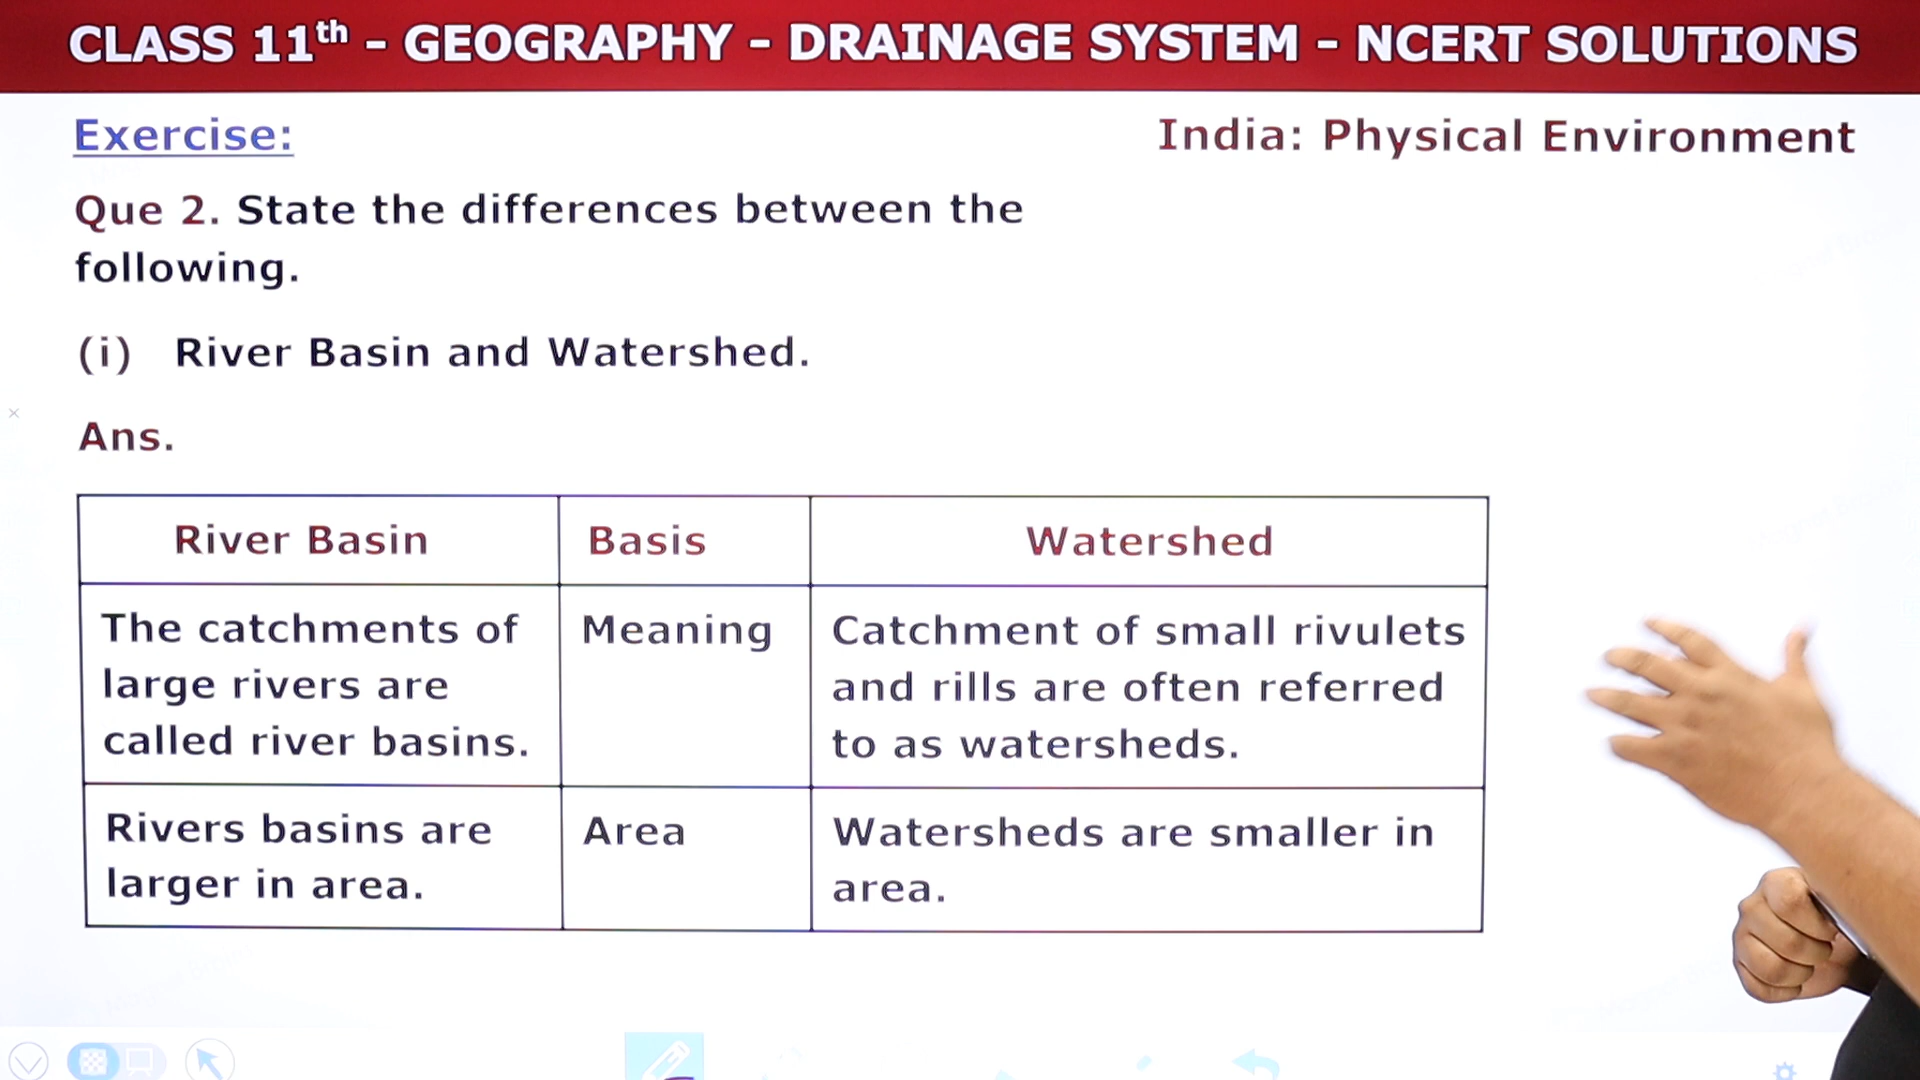 CLASS 11th - GEOGRAPHY - DRAINAGE SYSTEM - NCERT SOLUTIONS
Exercise:
India: Physical Environment
Que 2. State the differences between the
following.
(i) River Basin and Watershed.
Ans.
River Basin
Basis
Watershed
The catchments of
large rivers are
called river basins.
Meaning
Catchment of small rivulets
and rills are often referred
to as watersheds.
Rivers basins are
larger in area.
Area
Watersheds are smaller in
area.